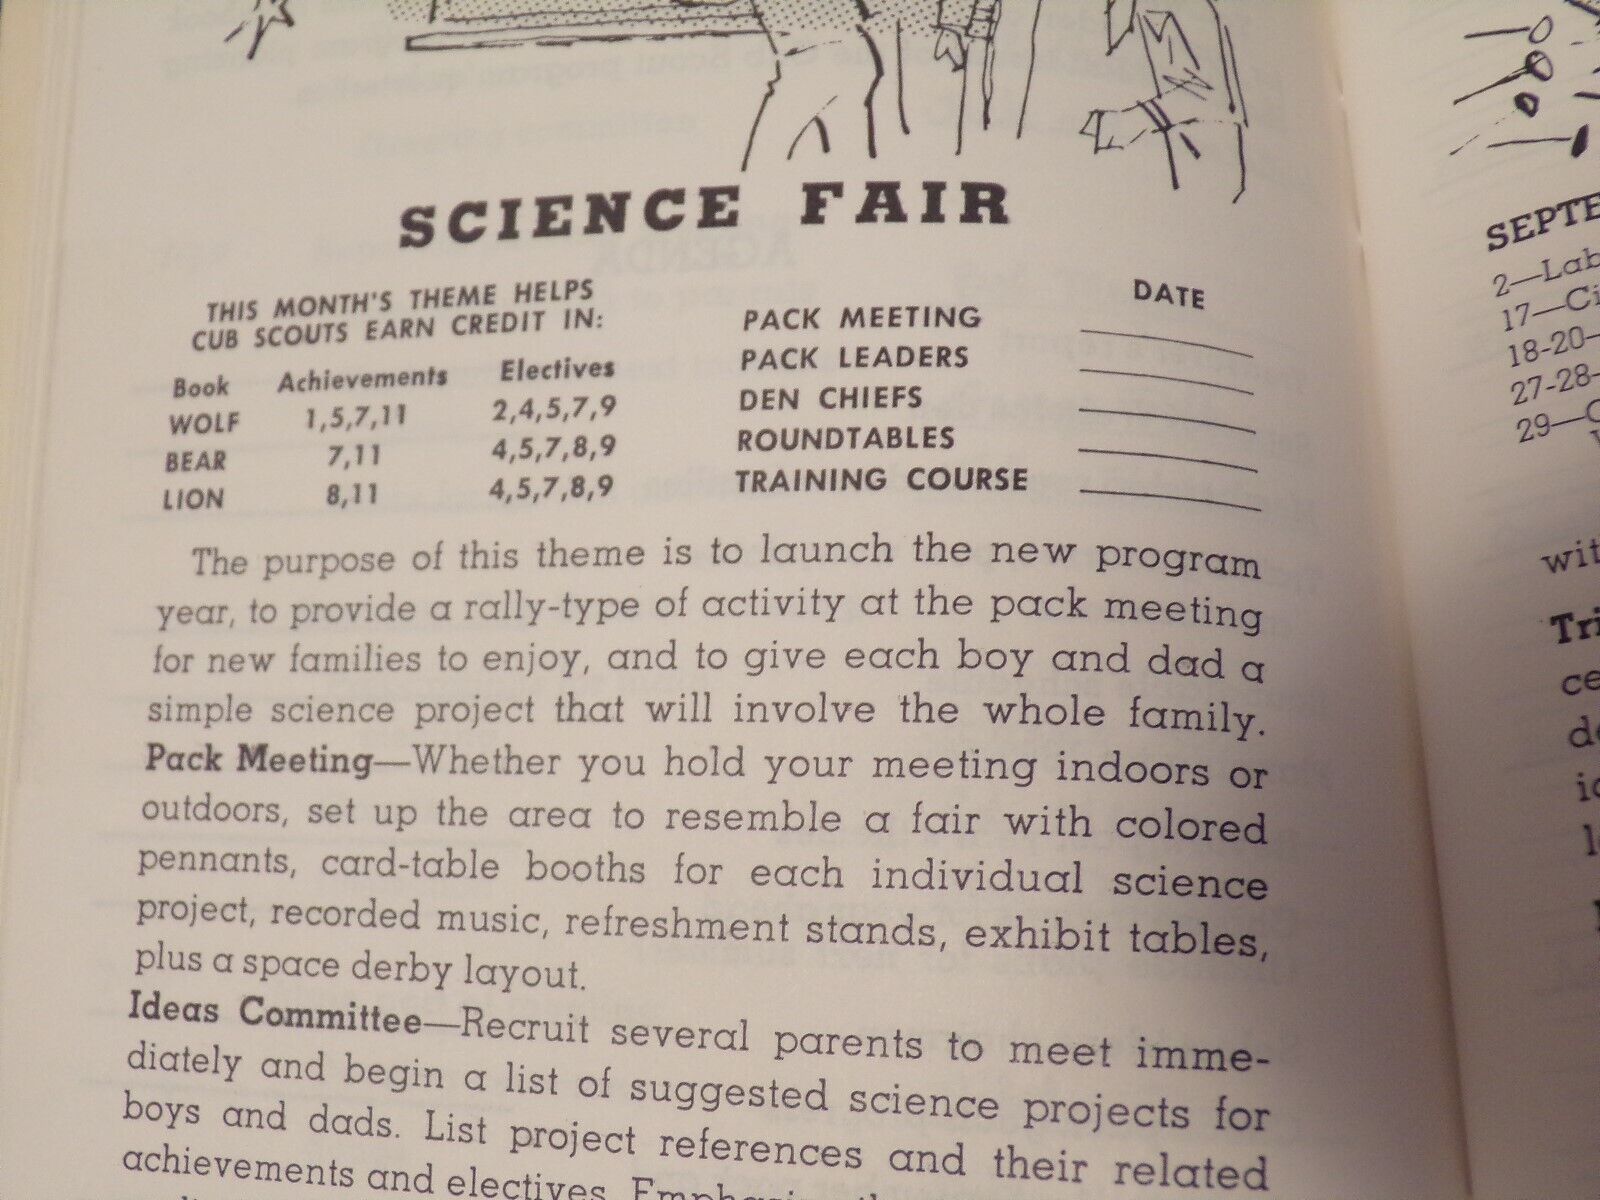 SCIENCE FAIR
THIS MONTH'S THEME HELPS
CUB SCOUTS EARN CREDIT IN:
Book Achievements Electives
WOLF 1,5,7,11 2,4,5,7,9
BEAR 7,11 4,5,7,8,9
LION 8,11 4,5,7,8,9
DATE
PACK MEETING
PACK LEADERS
DEN CHIEFS
ROUNDTABLES
TRAINING COURSE
The purpose of this theme is to launch the new program
year, to provide a rally-type of activity at the pack meeting
for new families to enjoy, and to give each boy and dad a
simple science project that will involve the whole family.
Pack Meeting—Whether you hold your meeting indoors or
outdoors, set up the area to resemble a fair with colored
pennants, card-table booths for each individual science
project, recorded music, refreshment stands, exhibit tables,
plus a space derby layout.
Ideas Committee—Recruit several parents to meet imme-
diately and begin a list of suggested science projects for
boys and dads. List project references and their related
achievements and electives.
SEPTE
2—Lab
17—Ci
18-20—
27-28—
29—
wit
Tri
ce